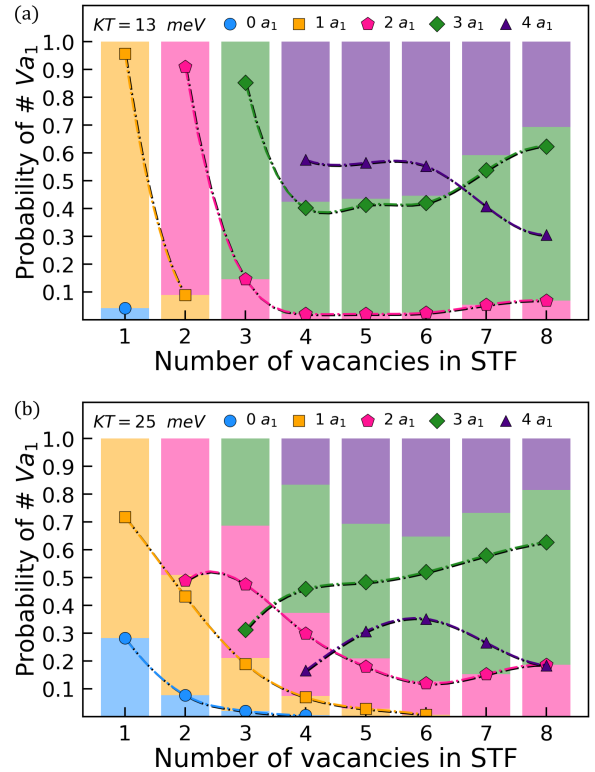 (a)
KT = 13 meV 0 a1 1 a1 2 a1 3 a1 4 a1
Probability of # Va1
1.0
0.9
0.8
0.7
0.6
0.5
0.4
0.3
0.2
0.1
1 2 3 4 5 6 7 8
Number of vacancies in STF
(b)
KT = 25 meV 0 a1 1 a1 2 a1 3 a1 4 a1
Probability of # Va1
1.0
0.9
0.8
0.7
0.6
0.5
0.4
0.3
0.2
0.1
1 2 3 4 5 6 7 8
Number of vacancies in STF